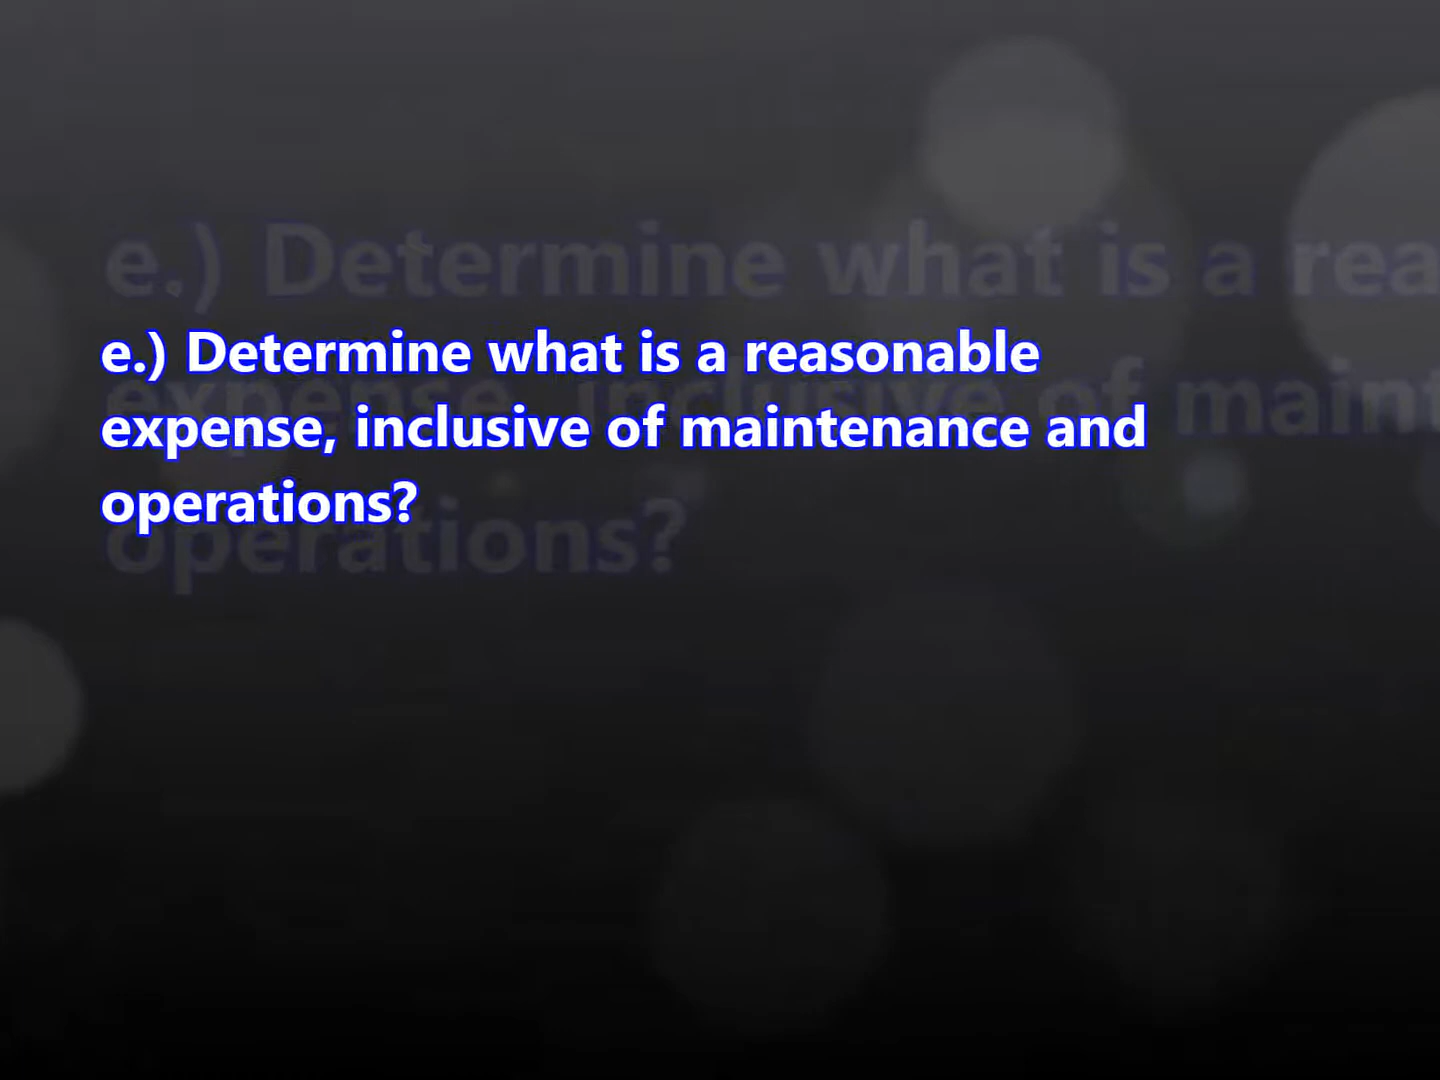 e.) Determine what is a reasonable
expense, inclusive of maintenance and
operations?